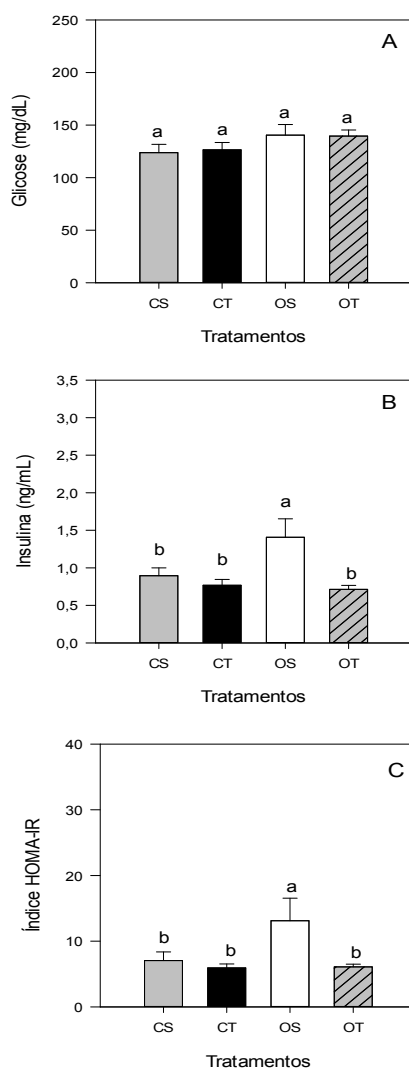 A
Glicose (mg/dL)
250
200
150
100
50
0
a a a a
CS CT OS OT
Tratamentos
B
Insulina (ng/mL)
3,5
3,0
2,5
2,0
1,5
1,0
0,5
0,0
b b a b
CS CT OS OT
Tratamentos
C
Índice HOMA-IR
40
30
20
10
0
b b a b
CS CT OS OT
Tratamentos